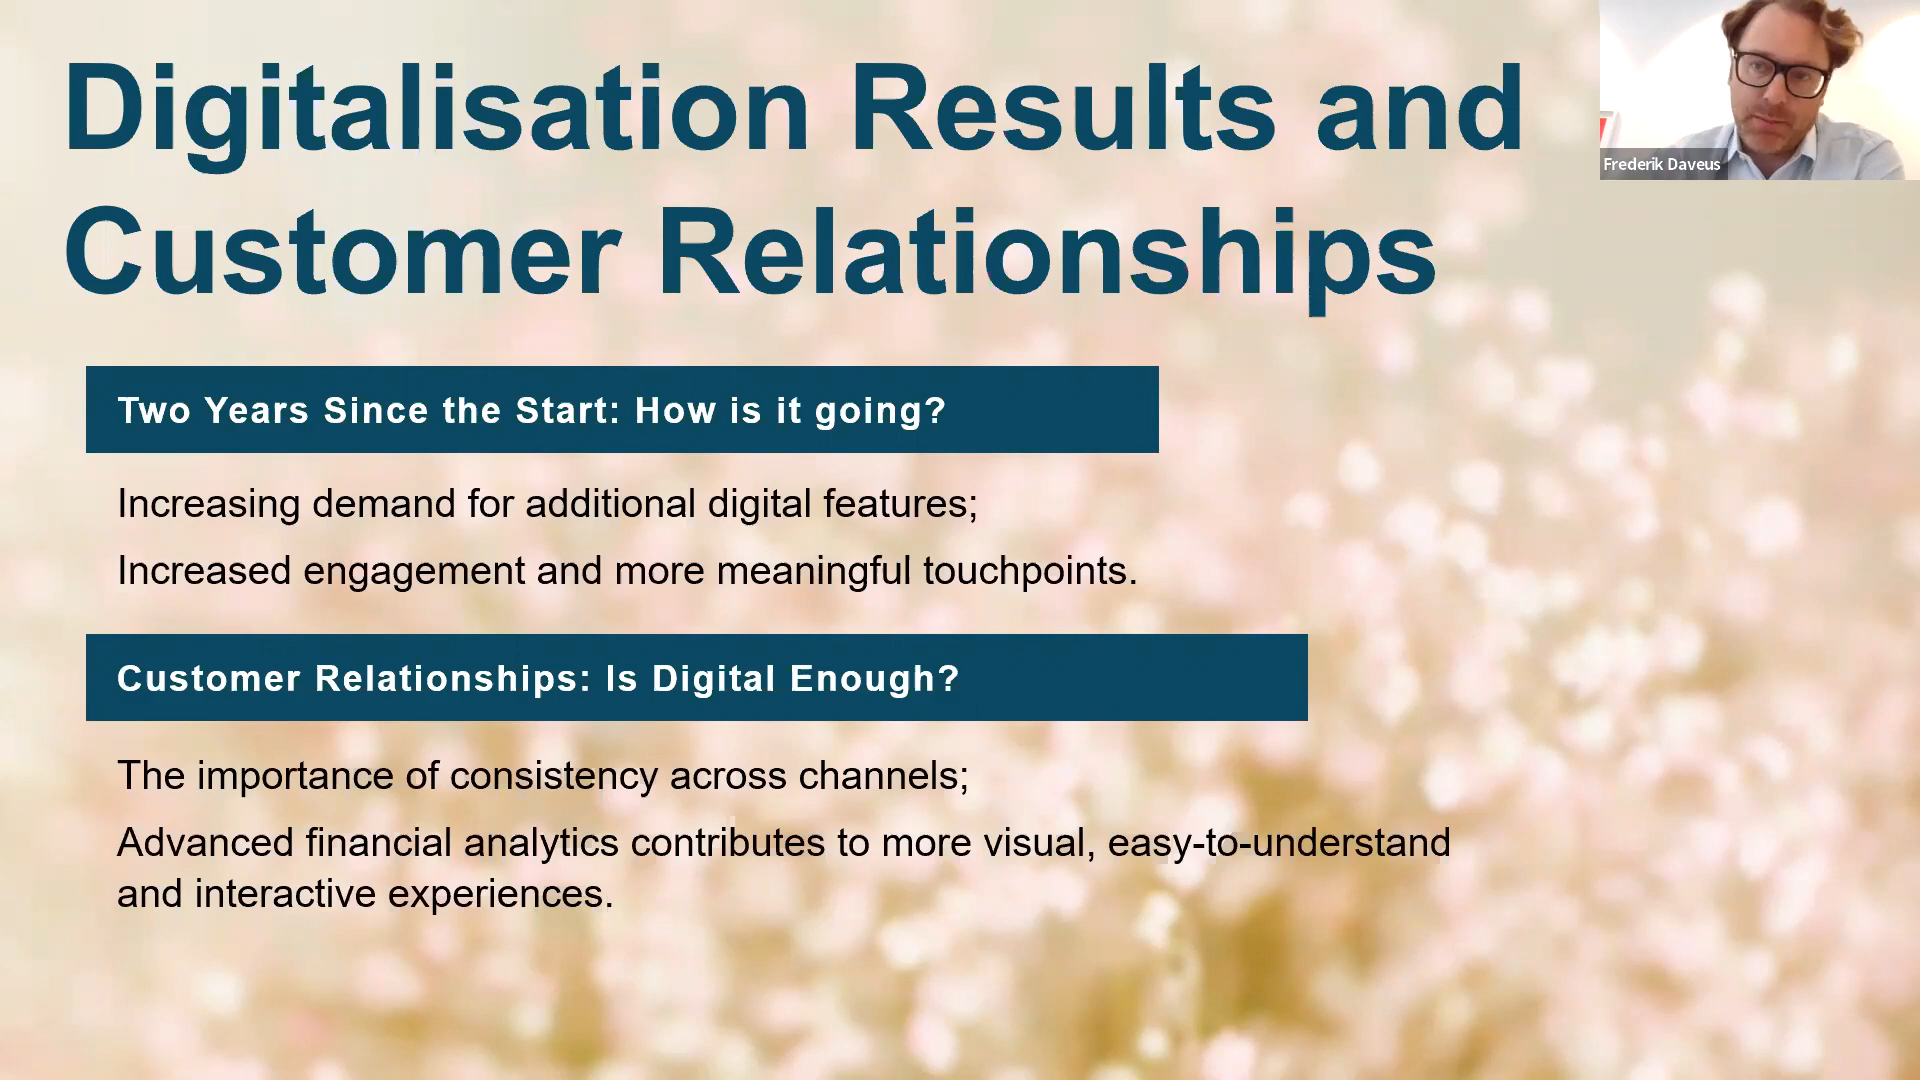 Digitalisation Results and
Customer Relationships
Frederik Daveus
Two Years Since the Start: How is it going?
Increasing demand for additional digital features;
Increased engagement and more meaningful touchpoints.
Customer Relationships: Is Digital Enough?
The importance of consistency across channels;
Advanced financial analytics contributes to more visual, easy-to-understand
and interactive experiences.